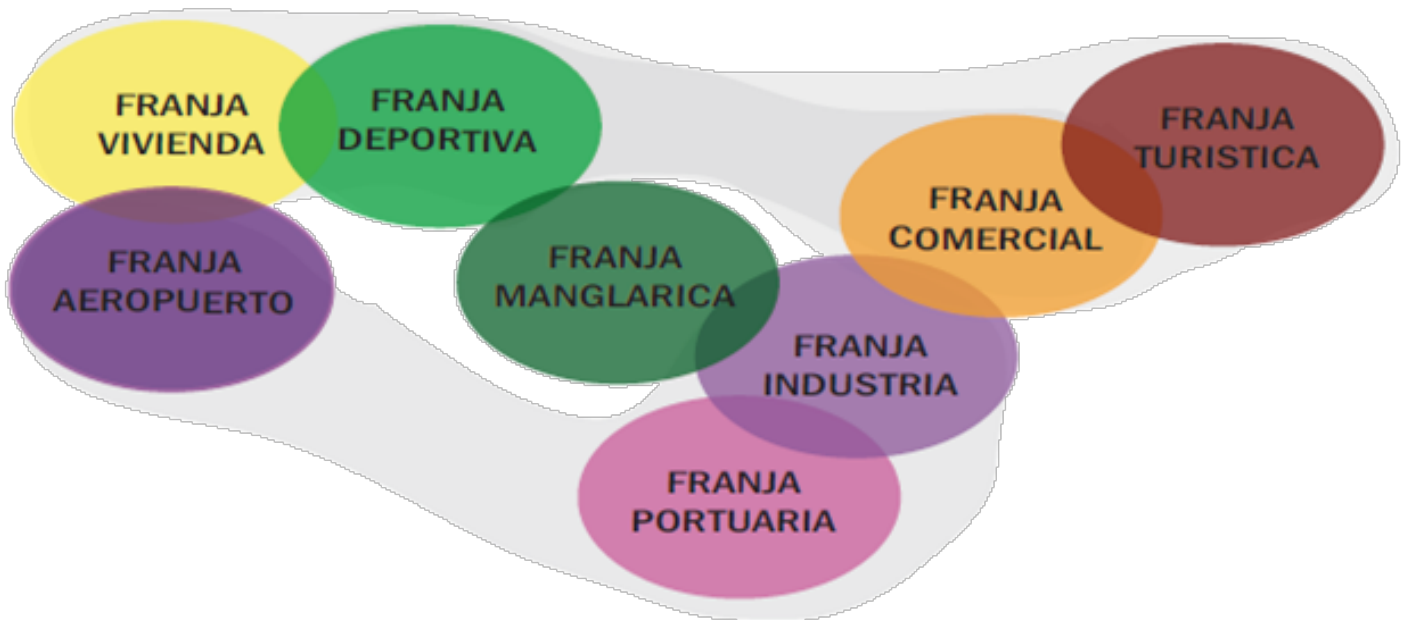 FRANJA
VIVIENDA
FRANJA
DEPORTIVA
FRANJA
TURISTICA
FRANJA
COMERCIAL
FRANJA
AEROPUERTO
FRANJA
MANGLARICA
FRANJA
INDUSTRIA
FRANJA
PORTUARIA